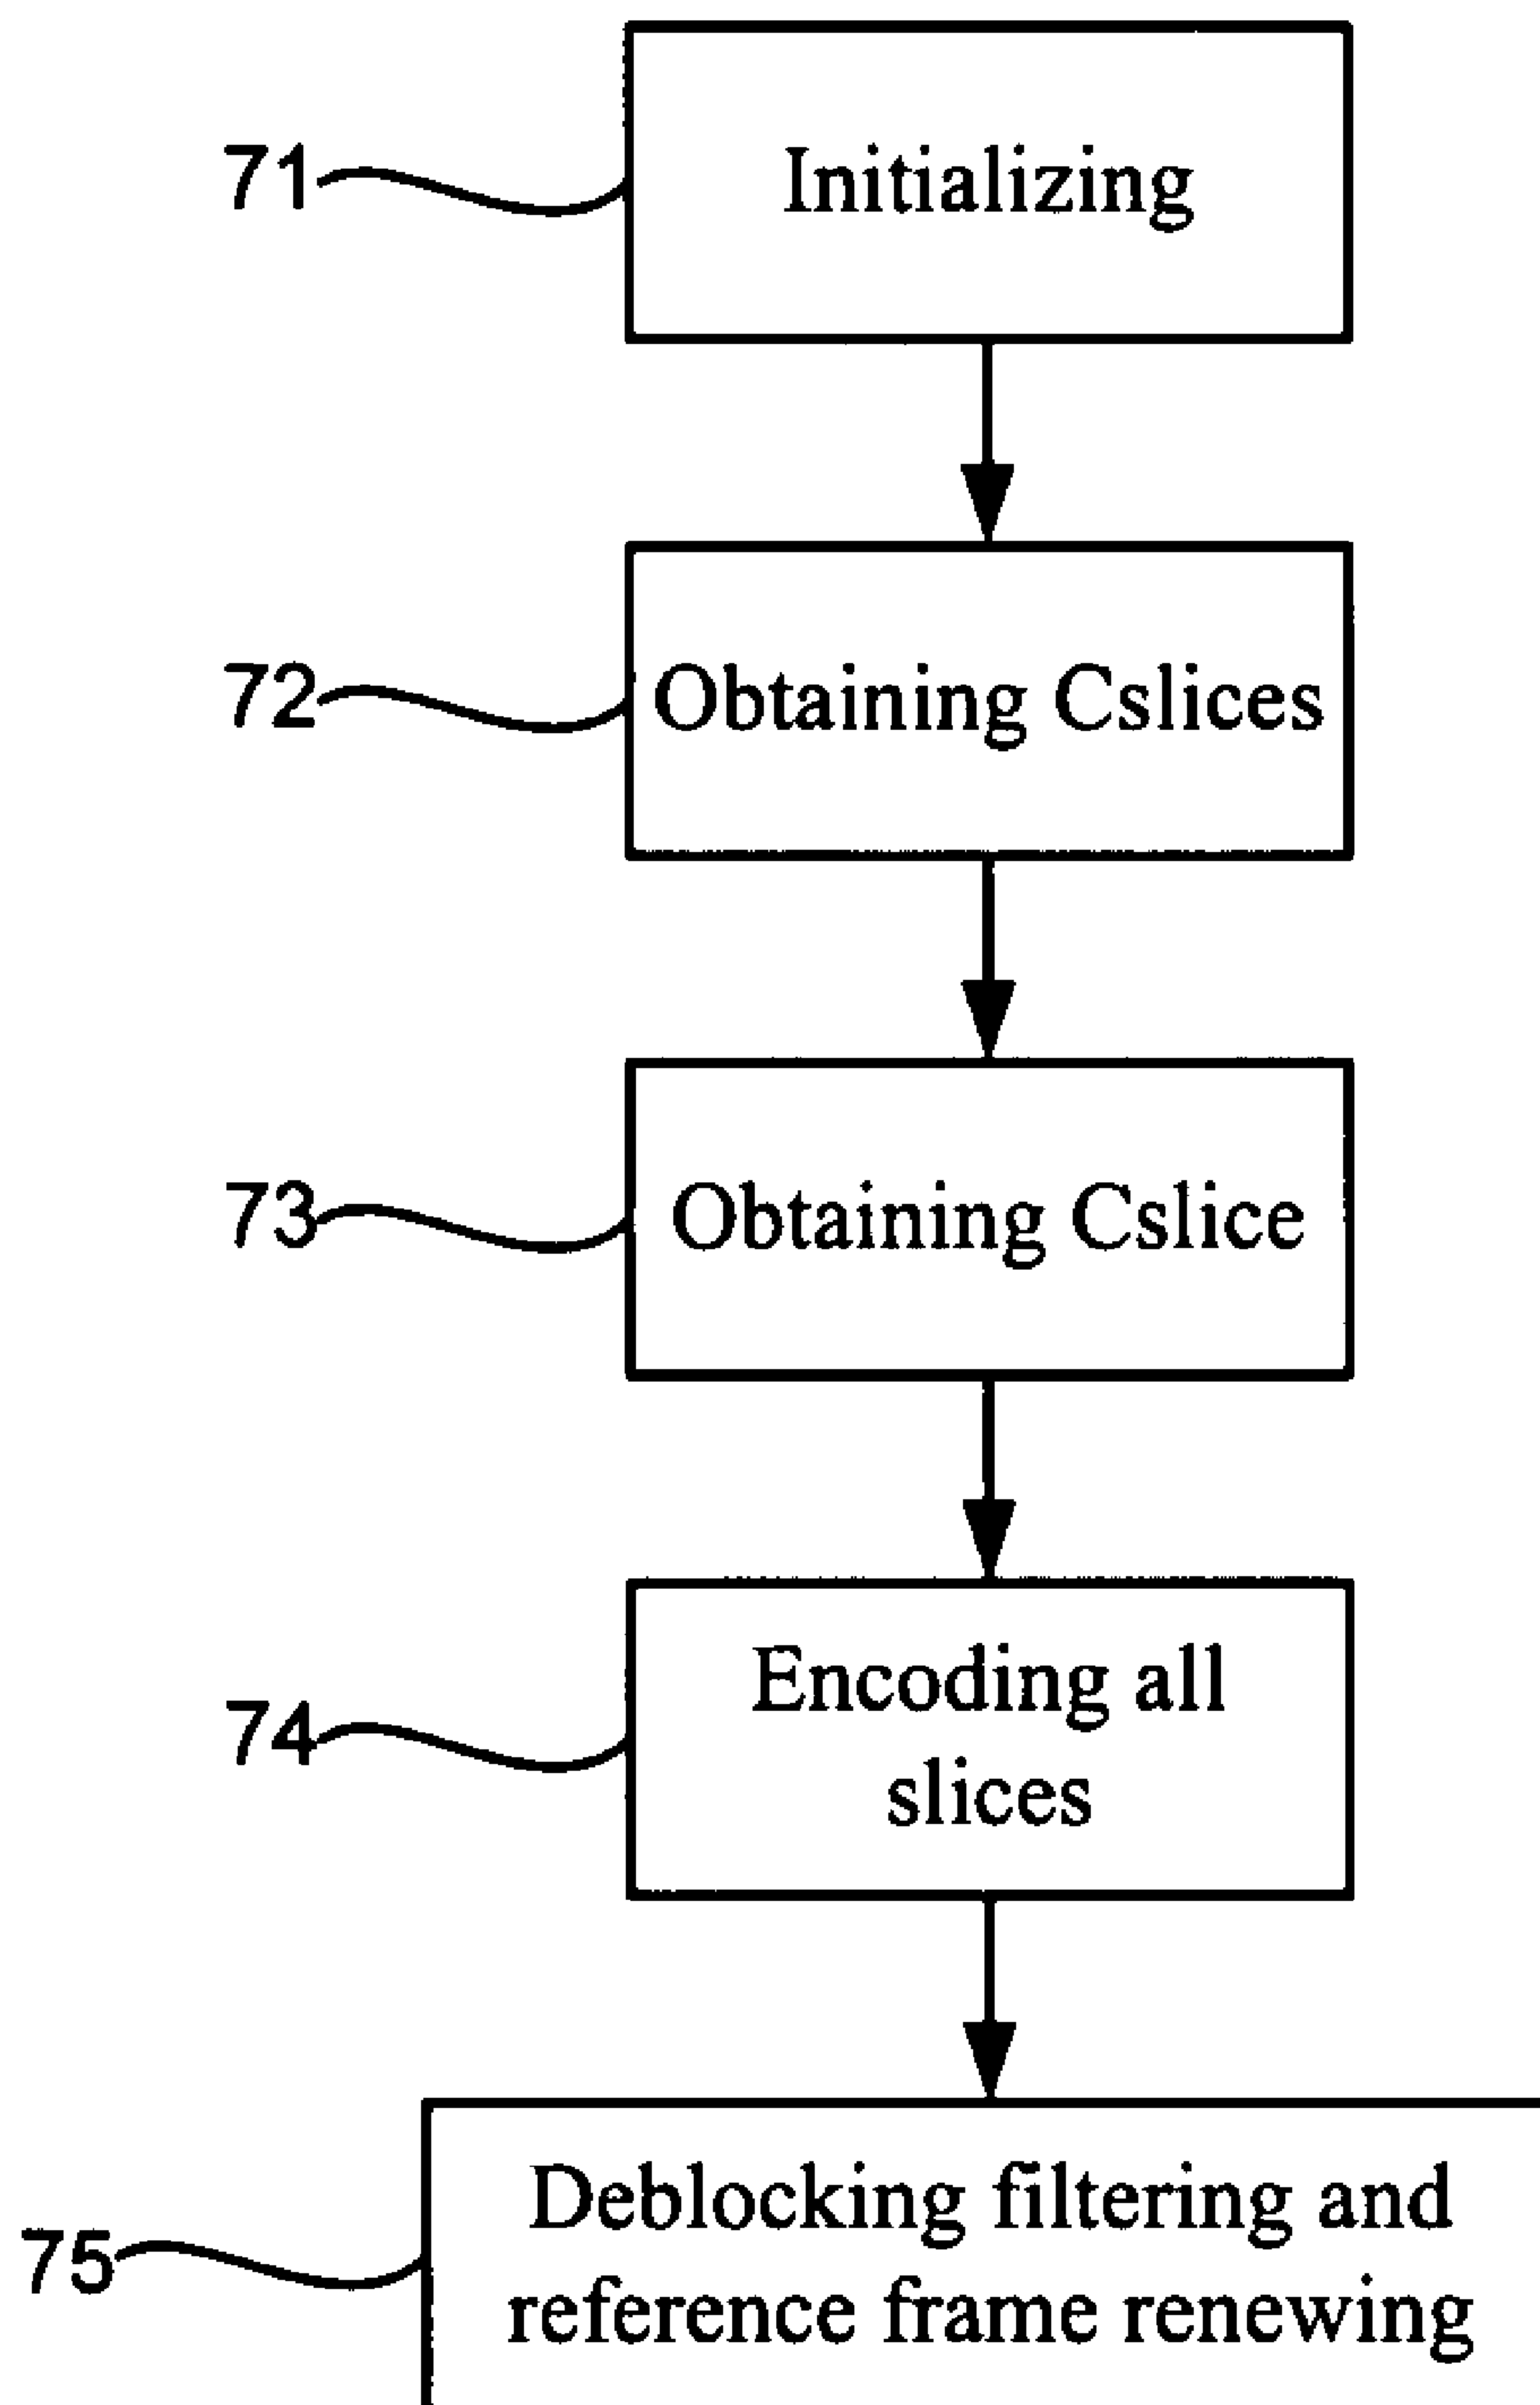 71
Initializing
72
Obtaining Cslices
73
Obtaining Cslice
74
Encoding all
slices
75
Deblocking filtering and
reference frame renewing